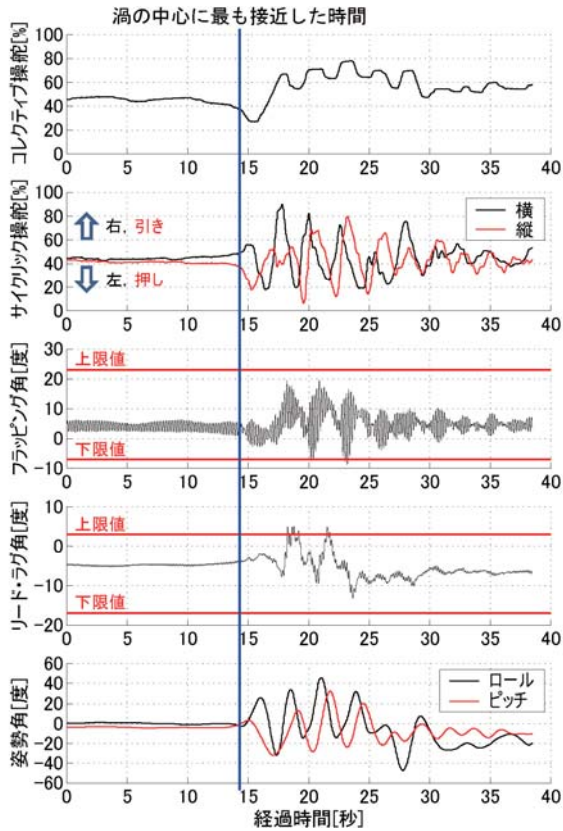 渦の中心に最も接近した時間
コレクティブ操舵[%]
100
80
60
40
20
0
0 5 10 15 20 25 30 35 40
サイクリック操舵[%]
100
80
60
40
20
0
右, 引き
左, 押し
横
縦
0 5 10 15 20 25 30 35 40
フラッピング角[度]
30
20
10
0
-10
上限値
下限値
0 5 10 15 20 25 30 35 40
リード・ラグ角[度]
10
0
-10
-20
上限値
下限値
0 5 10 15 20 25 30 35 40
姿勢角[度]
60
40
20
0
-20
-40
-60
ロール
ピッチ
0 5 10 15 20 25 30 35 40
経過時間[秒]